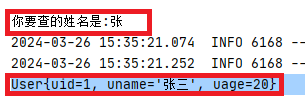 你要查的姓名是:张
2024-03-26 15:35:21.074  INFO 6168 --
2024-03-26 15:35:21.252  INFO 6168 --
User{uid=1, uname='张三', uage=20}